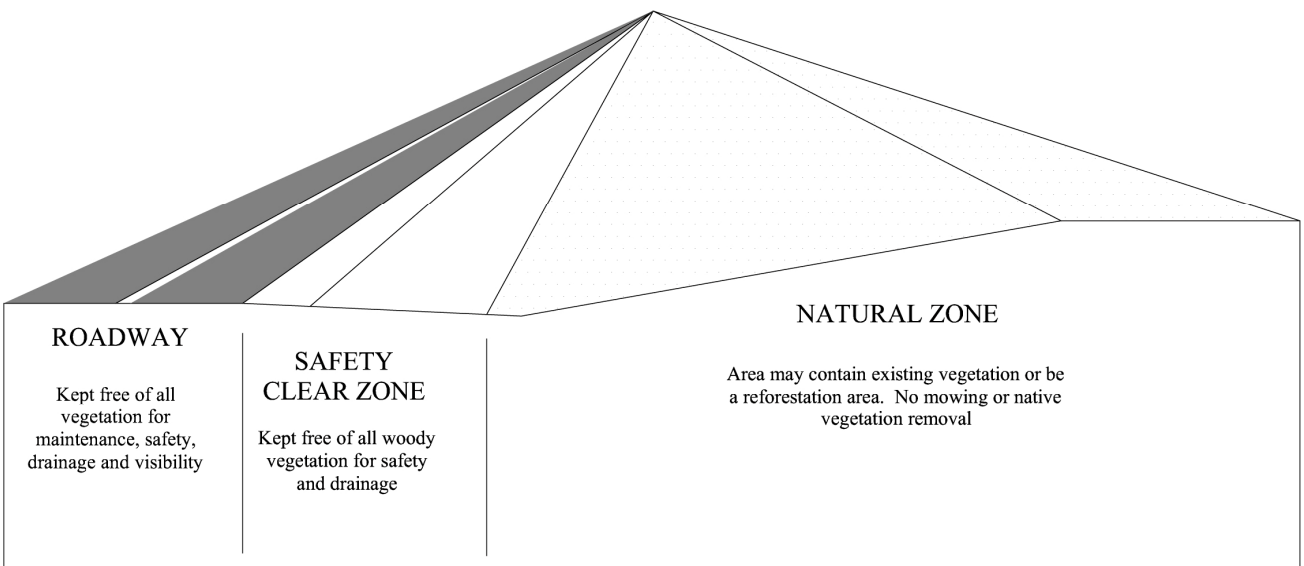 ROADWAY
Kept free of all
vegetation for
maintenance, safety,
drainage and visibility
SAFETY
CLEAR ZONE
Kept free of all woody
vegetation for safety
and drainage
NATURAL ZONE
Area may contain existing vegetation or be
a reforestation area. No mowing or native
vegetation removal